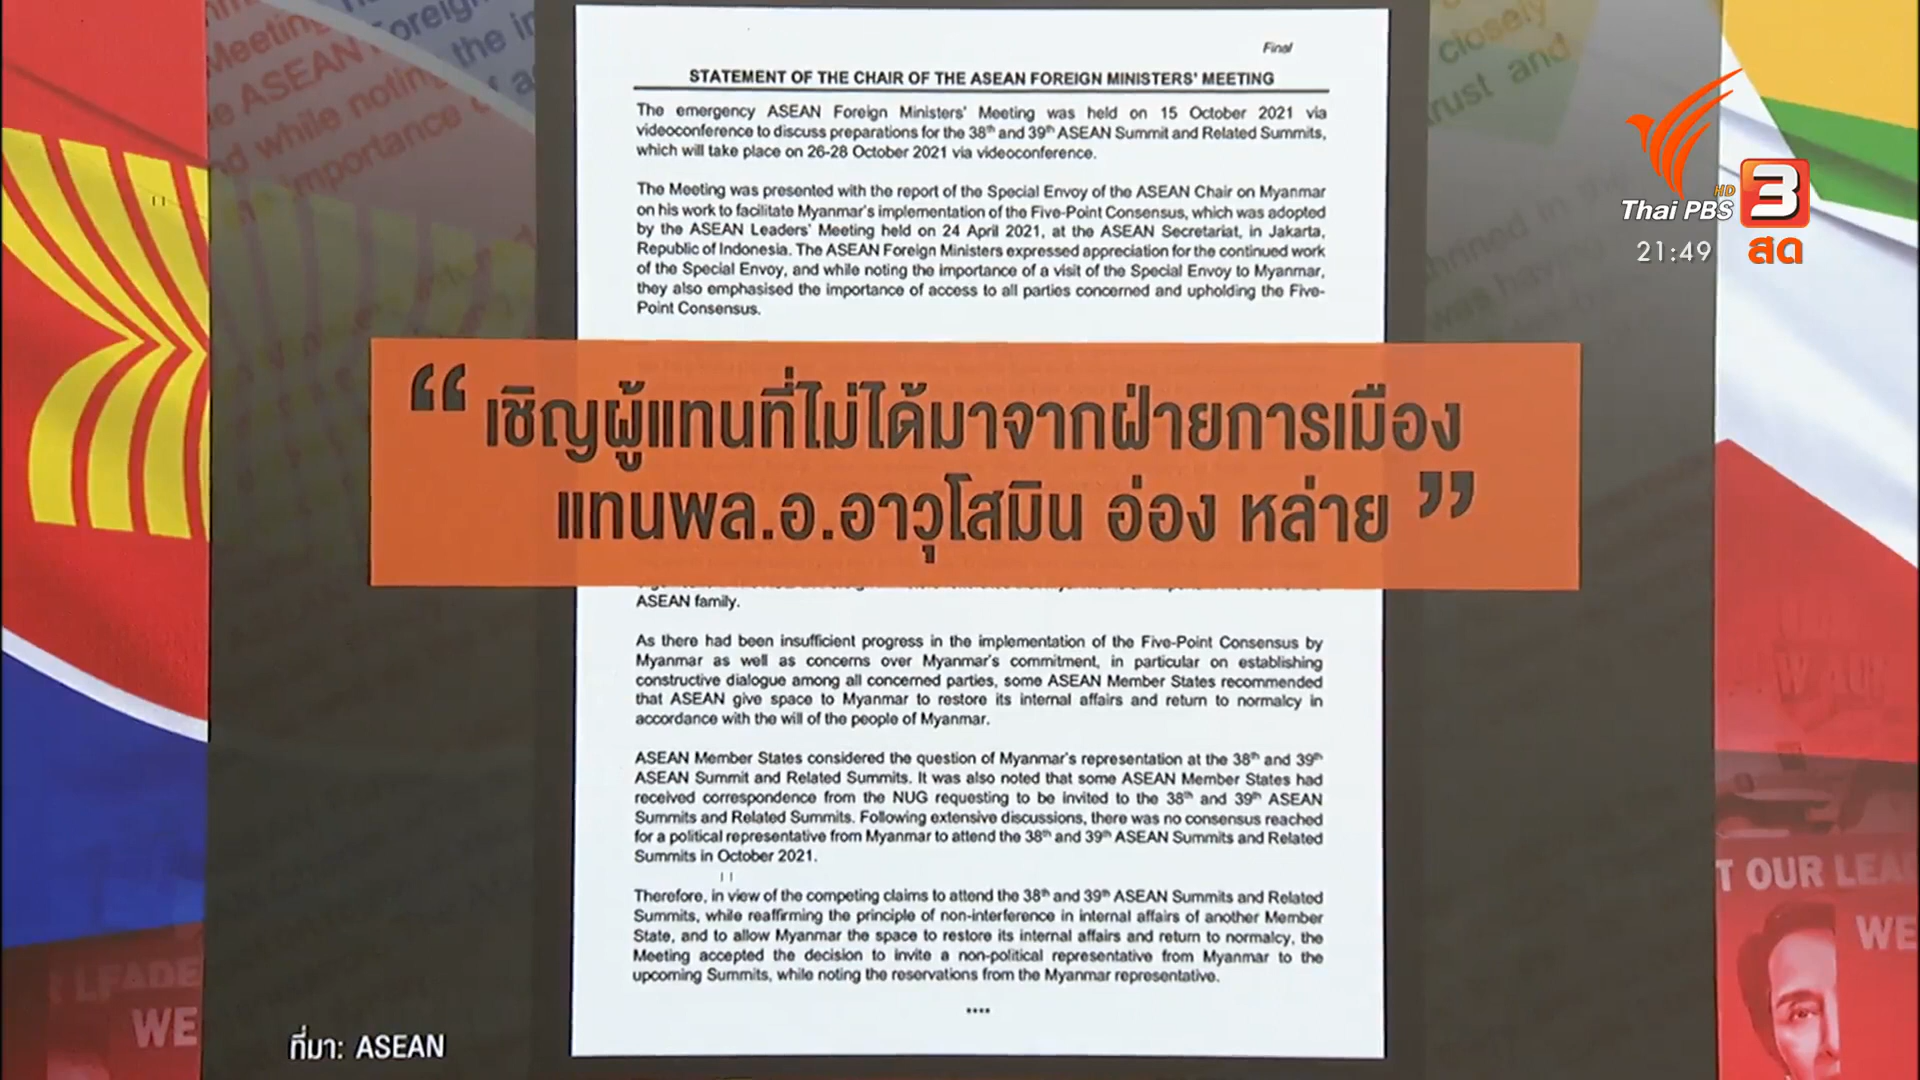 Final
STATEMENT OF THE CHAIR OF THE ASEAN FOREIGN MINISTERS' MEETING
The emergency ASEAN Foreign Ministers' Meeting was held on 15 October 2021 via
videoconference to discuss preparations for the 38th and 39th ASEAN Summit and Related Summits,
which will take place on 26-28 October 2021 via videoconference.
The Meeting was presented with the report of the Special Envoy of the ASEAN Chair on Myanmar
on his work to facilitate Myanmar's implementation of the Five-Point Consensus, which was adopted
by the ASEAN Leaders' Meeting held on 24 April 2021, at the ASEAN Secretariat, in Jakarta,
Republic of Indonesia. The ASEAN Foreign Ministers expressed appreciation for the continued work
of the Special Envoy, and while noting the importance of a visit of the Special Envoy to Myanmar,
they also emphasised the importance of access to all parties concerned and upholding the Five-
Point Consensus.
“เชิญผู้แทนที่ไม่ได้มาจากฝ่ายการเมือง
แทนพล.อ.อาวุโสมิน อ่อง หล่าย”
ASEAN family.
As there had been insufficient progress in the implementation of the Five-Point Consensus by
Myanmar as well as concerns over Myanmar's commitment, in particular on establishing
constructive dialogue among all concerned parties, some ASEAN Member States recommended
that ASEAN give space to Myanmar to restore its internal affairs and return to normalcy in
accordance with the will of the people of Myanmar.
ASEAN Member States considered the question of Myanmar's representation at the 38th and 39th
ASEAN Summit and Related Summits. It was also noted that some ASEAN Member States had
received correspondence from the NUG requesting to be invited to the 38th and 39th ASEAN
Summits and Related Summits. Following extensive discussions, there was no consensus reached
for a political representative from Myanmar to attend the 38th and 39th ASEAN Summits and Related
Summits in October 2021.
Therefore, in view of the competing claims to attend the 38th and 39th ASEAN Summits and Related
Summits, while reaffirming the principle of non-interference in internal affairs of another Member
State, and to allow Myanmar the space to restore its internal affairs and return to normalcy, the
Meeting accepted the decision to invite a non-political representative from Myanmar to the
upcoming Summits, while noting the reservations from the Myanmar representative.
****
ที่มา: ASEAN
Thai PBS HD 3
21:49 สด
closely
trust and
T OUR LEA
WE
LEADE
WE